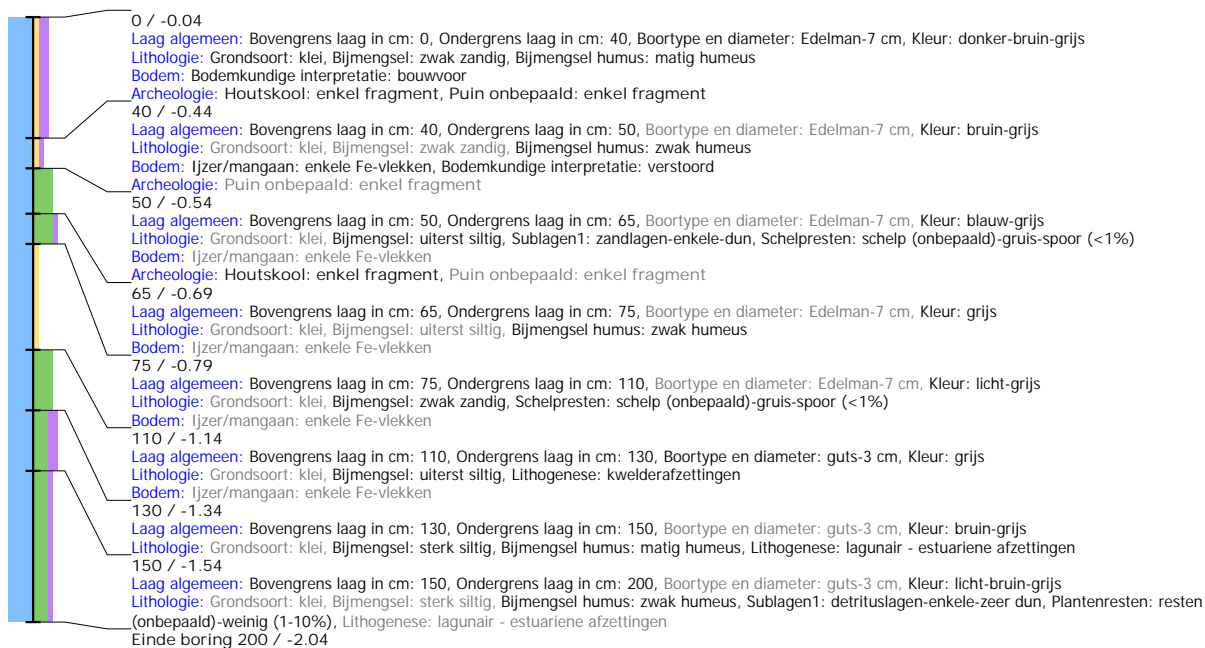 0 / -0.04
Laag algemeen: Bovengrens laag in cm: 0, Ondergrens laag in cm: 40, Boortype en diameter: Edelman-7 cm, Kleur: donker-bruin-grijs
Lithologie: Grondsoort: klei, Bijmengsel: zwak zandig, Bijmengsel humus: matig humeus
Bodem: Bodemkundige interpretatie: bouwvoor
Archeologie: Houtskool: enkel fragment, Puin onbepaald: enkel fragment
40 / -0.44
Laag algemeen: Bovengrens laag in cm: 40, Ondergrens laag in cm: 50, Boortype en diameter: Edelman-7 cm, Kleur: bruin-grijs
Lithologie: Grondsoort: klei, Bijmengsel: zwak zandig, Bijmengsel humus: zwak humeus
Bodem: Ijzer/mangaan: enkele Fe-vlekken, Bodemkundige interpretatie: verstoord
Archeologie: Puin onbepaald: enkel fragment
50 / -0.54
Laag algemeen: Bovengrens laag in cm: 50, Ondergrens laag in cm: 65, Boortype en diameter: Edelman-7 cm, Kleur: blauw-grijs
Lithologie: Grondsoort: klei, Bijmengsel: uiterst siltig, Sublagen1: zandlagen-enkele-dun, Schelpresten: schelp (onbepaald)-gruis-spoor (<1%)
Bodem: Ijzer/mangaan: enkele Fe-vlekken
Archeologie: Houtskool: enkel fragment, Puin onbepaald: enkel fragment
65 / -0.69
Laag algemeen: Bovengrens laag in cm: 65, Ondergrens laag in cm: 75, Boortype en diameter: Edelman-7 cm, Kleur: grijs
Lithologie: Grondsoort: klei, Bijmengsel: uiterst siltig, Bijmengsel humus: zwak humeus
Bodem: Ijzer/mangaan: enkele Fe-vlekken
75 / -0.79
Laag algemeen: Bovengrens laag in cm: 75, Ondergrens laag in cm: 110, Boortype en diameter: Edelman-7 cm, Kleur: licht-grijs
Lithologie: Grondsoort: klei, Bijmengsel: zwak zandig, Schelpresten: schelp (onbepaald)-gruis-spoor (<1%)
Bodem: Ijzer/mangaan: enkele Fe-vlekken
110 / -1.14
Laag algemeen: Bovengrens laag in cm: 110, Ondergrens laag in cm: 130, Boortype en diameter: guts-3 cm, Kleur: grijs
Lithologie: Grondsoort: klei, Bijmengsel: uiterst siltig, Lithogenese: kwelderafzettingen
Bodem: Ijzer/mangaan: enkele Fe-vlekken
130 / -1.34
Laag algemeen: Bovengrens laag in cm: 130, Ondergrens laag in cm: 150, Boortype en diameter: guts-3 cm, Kleur: bruin-grijs
Lithologie: Grondsoort: klei, Bijmengsel: sterk siltig, Bijmengsel humus: matig humeus, Lithogenese: lagunair - estuariene afzettingen
150 / -1.54
Laag algemeen: Bovengrens laag in cm: 150, Ondergrens laag in cm: 200, Boortype en diameter: guts-3 cm, Kleur: licht-bruin-grijs
Lithologie: Grondsoort: klei, Bijmengsel: sterk siltig, Bijmengsel humus: zwak humeus, Sublagen1: detrituslagen-enkele-zeer dun, Plantenresten: resten
(onbepaald)-weinig (1-10%), Lithogenese: lagunair - estuariene afzettingen
Einde boring 200 / -2.04